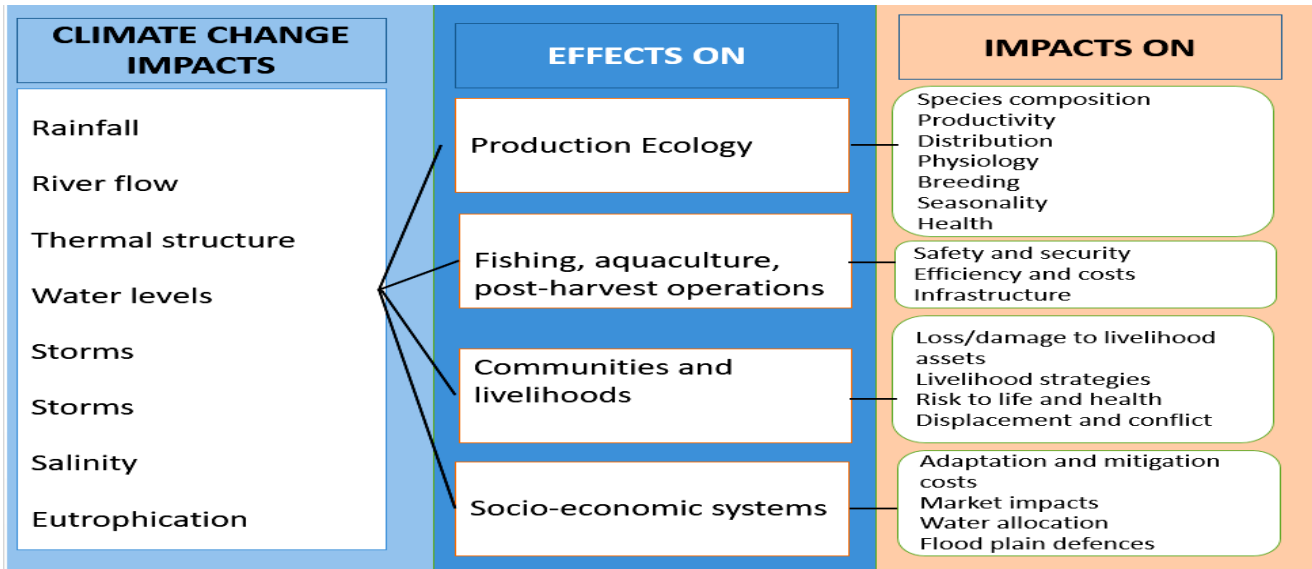 CLIMATE CHANGE
IMPACTS
Rainfall
River flow
Thermal structure
Water levels
Storms
Storms
Salinity
Eutrophication
EFFECTS ON
Production Ecology
Fishing, aquaculture,
post-harvest operations
Communities and
livelihoods
Socio-economic systems
IMPACTS ON
Species composition
Productivity
Distribution
Physiology
Breeding
Seasonality
Health
Safety and security
Efficiency and costs
Infrastructure
Loss/damage to livelihood
assets
Livelihood strategies
Risk to life and health
Displacement and conflict
Adaptation and mitigation
costs
Market impacts
Water allocation
Flood plain defences